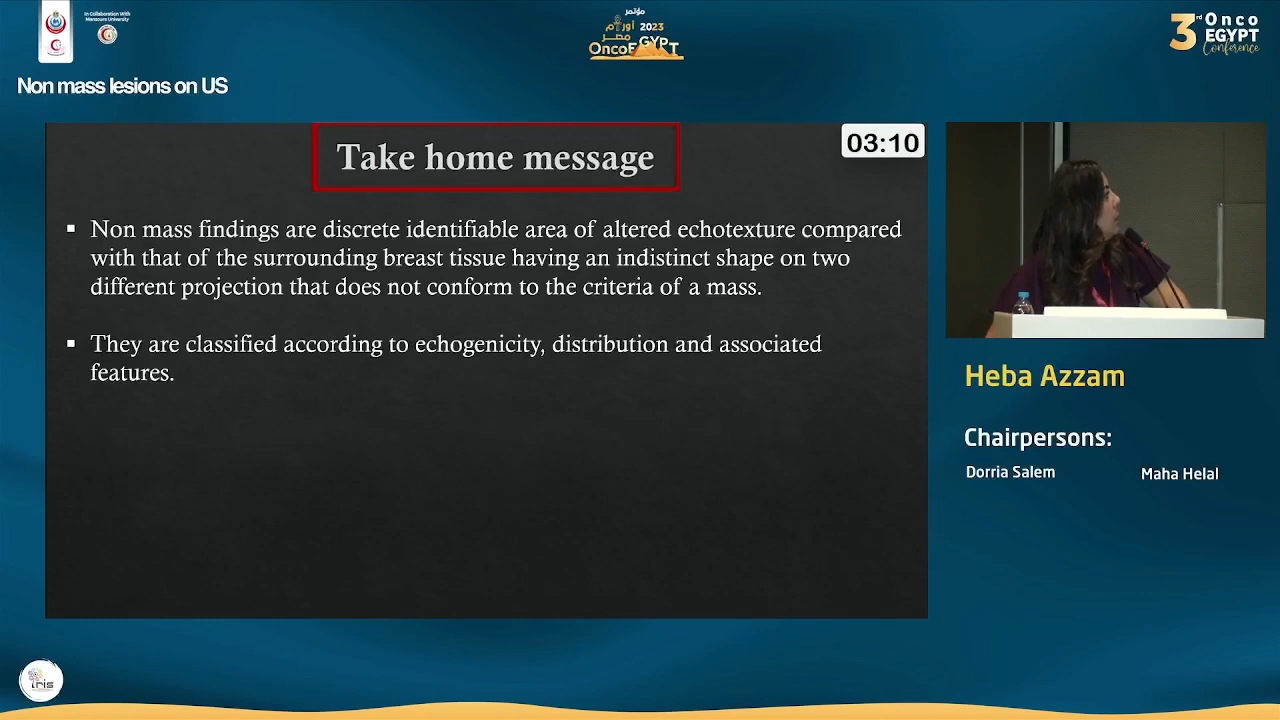 In Collaboration With
Mansoura University
مؤتمر
أورام 2023
مصر
OncoEGYPT
3rd Onco
EGYPT
Conference
Non mass lesions on US
Take home message
03:10
▪ Non mass findings are discrete identifiable area of altered echotexture compared
with that of the surrounding breast tissue having an indistinct shape on two
different projection that does not conform to the criteria of a mass.
▪ They are classified according to echogenicity, distribution and associated
features.
Heba Azzam
Chairpersons:
Dorria Salem
Maha Helal
iris